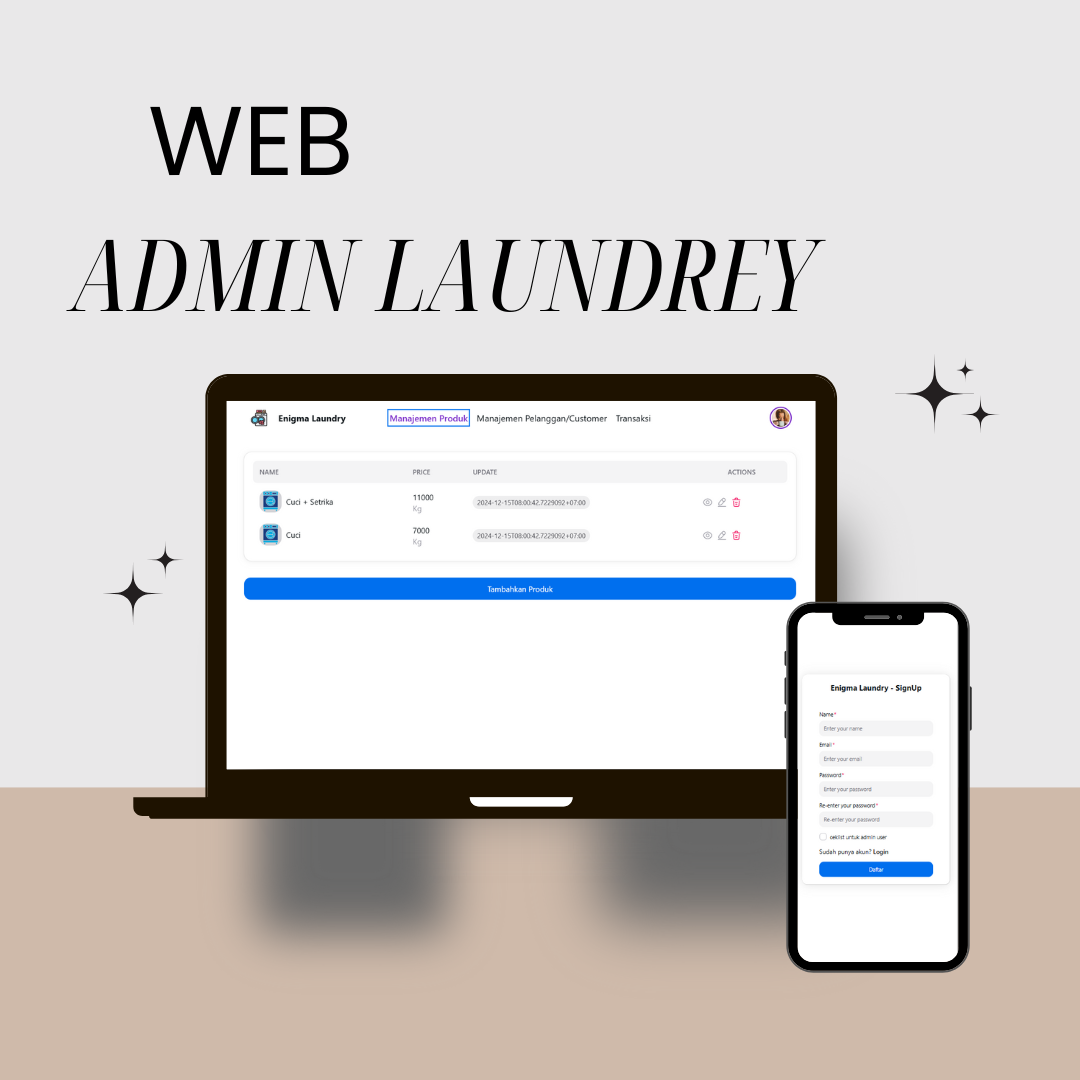 WEB
ADMIN LAUNDREY
Enigma Laundry Manajemen Produk Manajemen Pelanggan/Customer Transaksi
NAME PRICE UPDATE ACTIONS
Cuci + Setrika 11000 2024-12-15T08:00:42.7229092+07:00
Kg
Cuci 7000 2024-12-15T08:00:42.7229092+07:00
Kg
Tambahkan Produk
Enigma Laundry - SignUp
Name*
Enter your name
Email*
Enter your email
Password*
Enter your password
Re-enter your password*
Re-enter your password
ceklist untuk admin user
Sudah punya akun? Login
Daftar